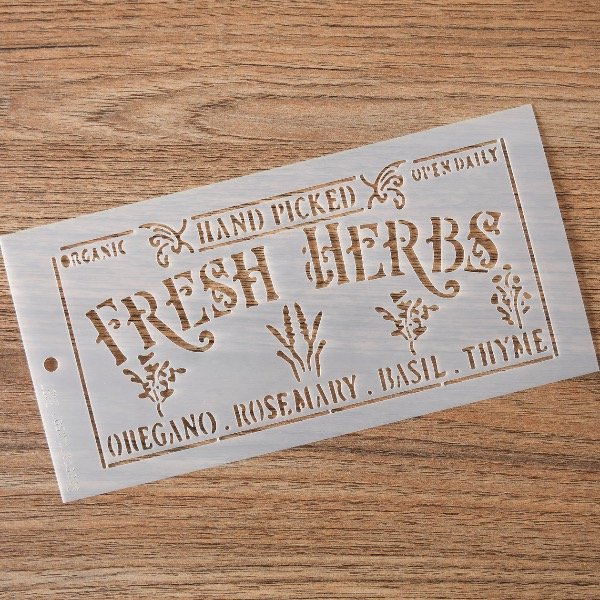 ORGANIC
HAND PICKED
OPEN DAILY
FRESH HERBS
OREGANO . ROSEMARY . BASIL . THYME